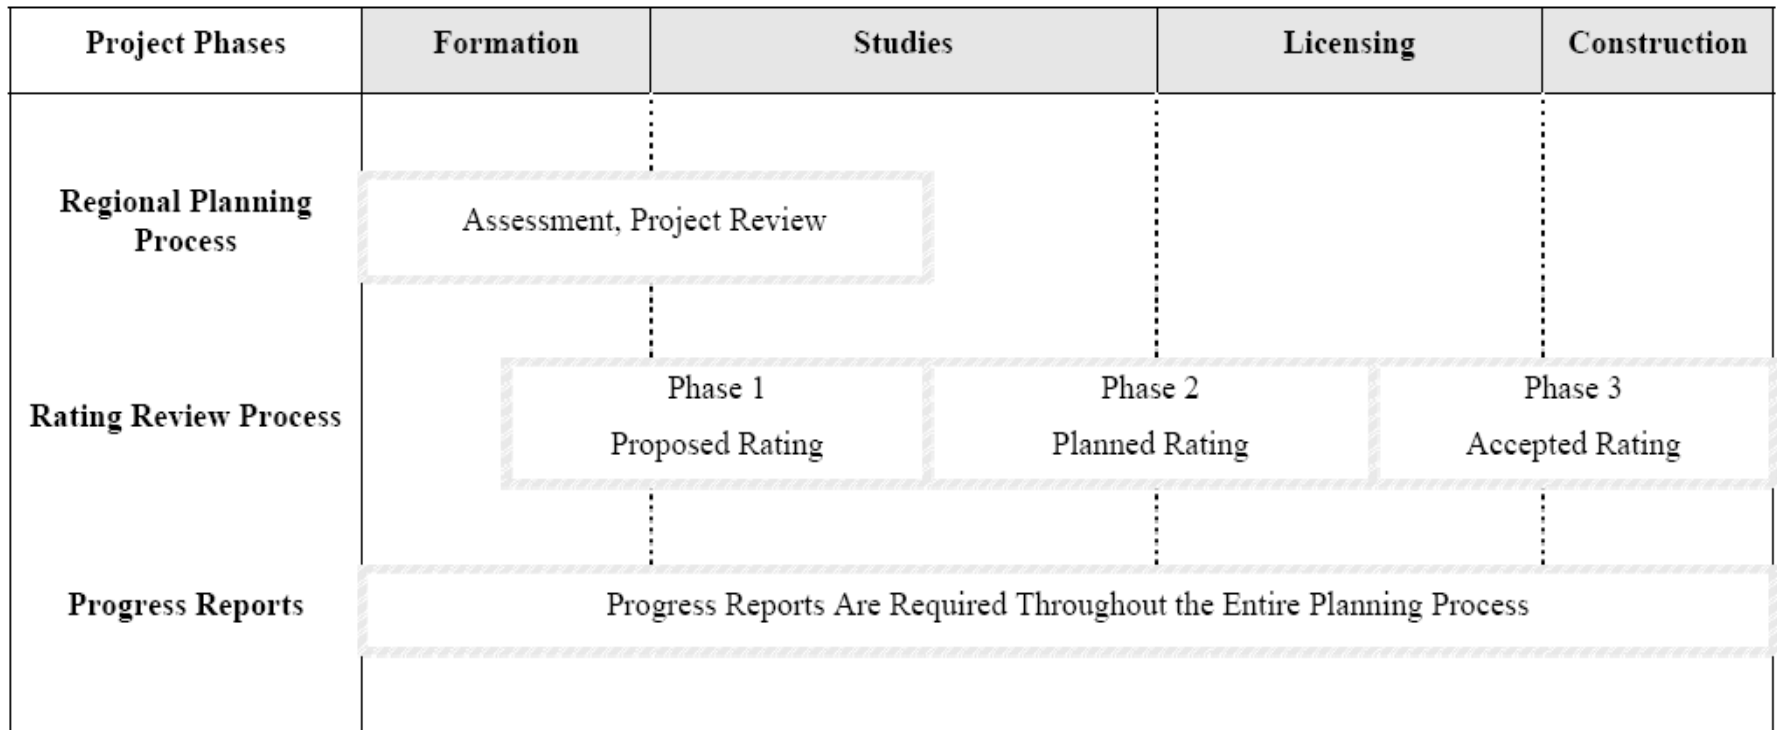 Project Phases
Formation
Studies
Licensing
Construction
Regional Planning
Process
Assessment, Project Review
Rating Review Process
Phase 1
Proposed Rating
Phase 2
Planned Rating
Phase 3
Accepted Rating
Progress Reports
Progress Reports Are Required Throughout the Entire Planning Process